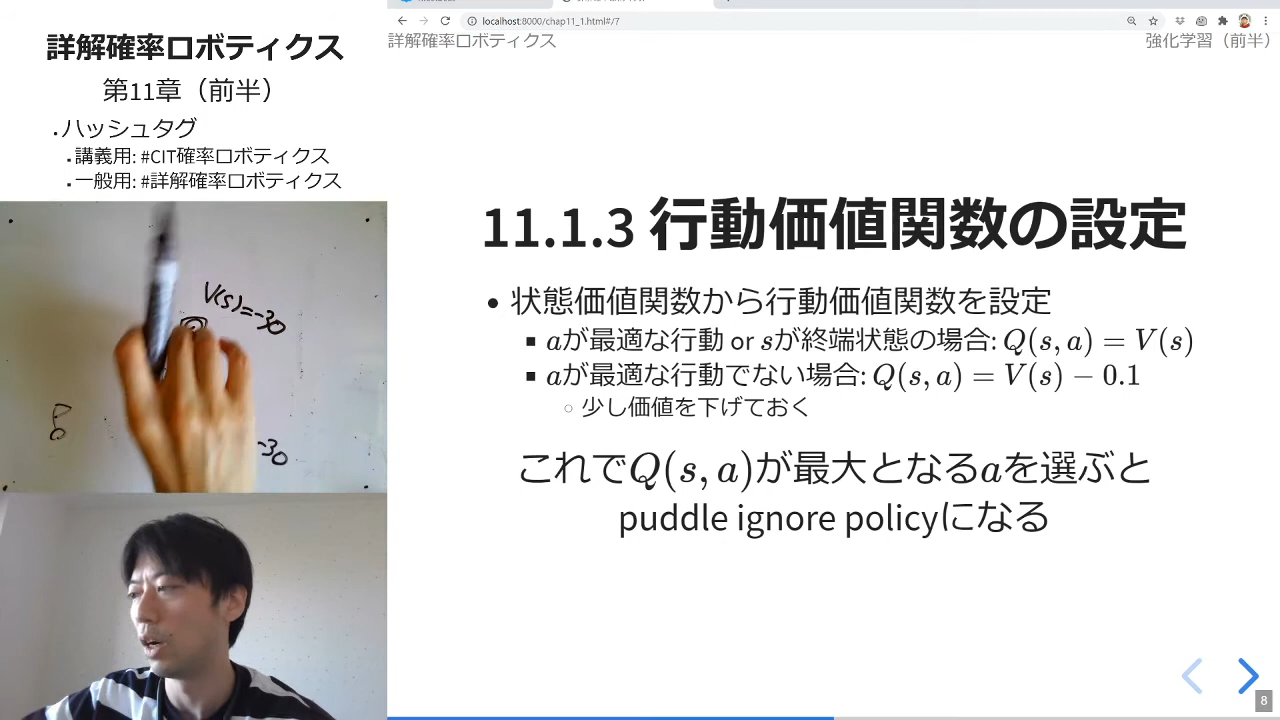 詳解確率ロボティクス
第11章（前半）
ハッシュタグ
講義用: #CIT確率ロボティクス
一般用: #詳解確率ロボティクス
V(s)=-30
-30
localhost:8000/chap11_1.html#/7
詳解確率ロボティクス
強化学習（前半）
11.1.3 行動価値関数の設定
状態価値関数から行動価値関数を設定
aが最適な行動 or sが終端状態の場合: Q(s, a) = V(s)
aが最適な行動でない場合: Q(s, a) = V(s) − 0.1
少し価値を下げておく
これでQ(s, a)が最大となるaを選ぶと
puddle ignore policyになる
8